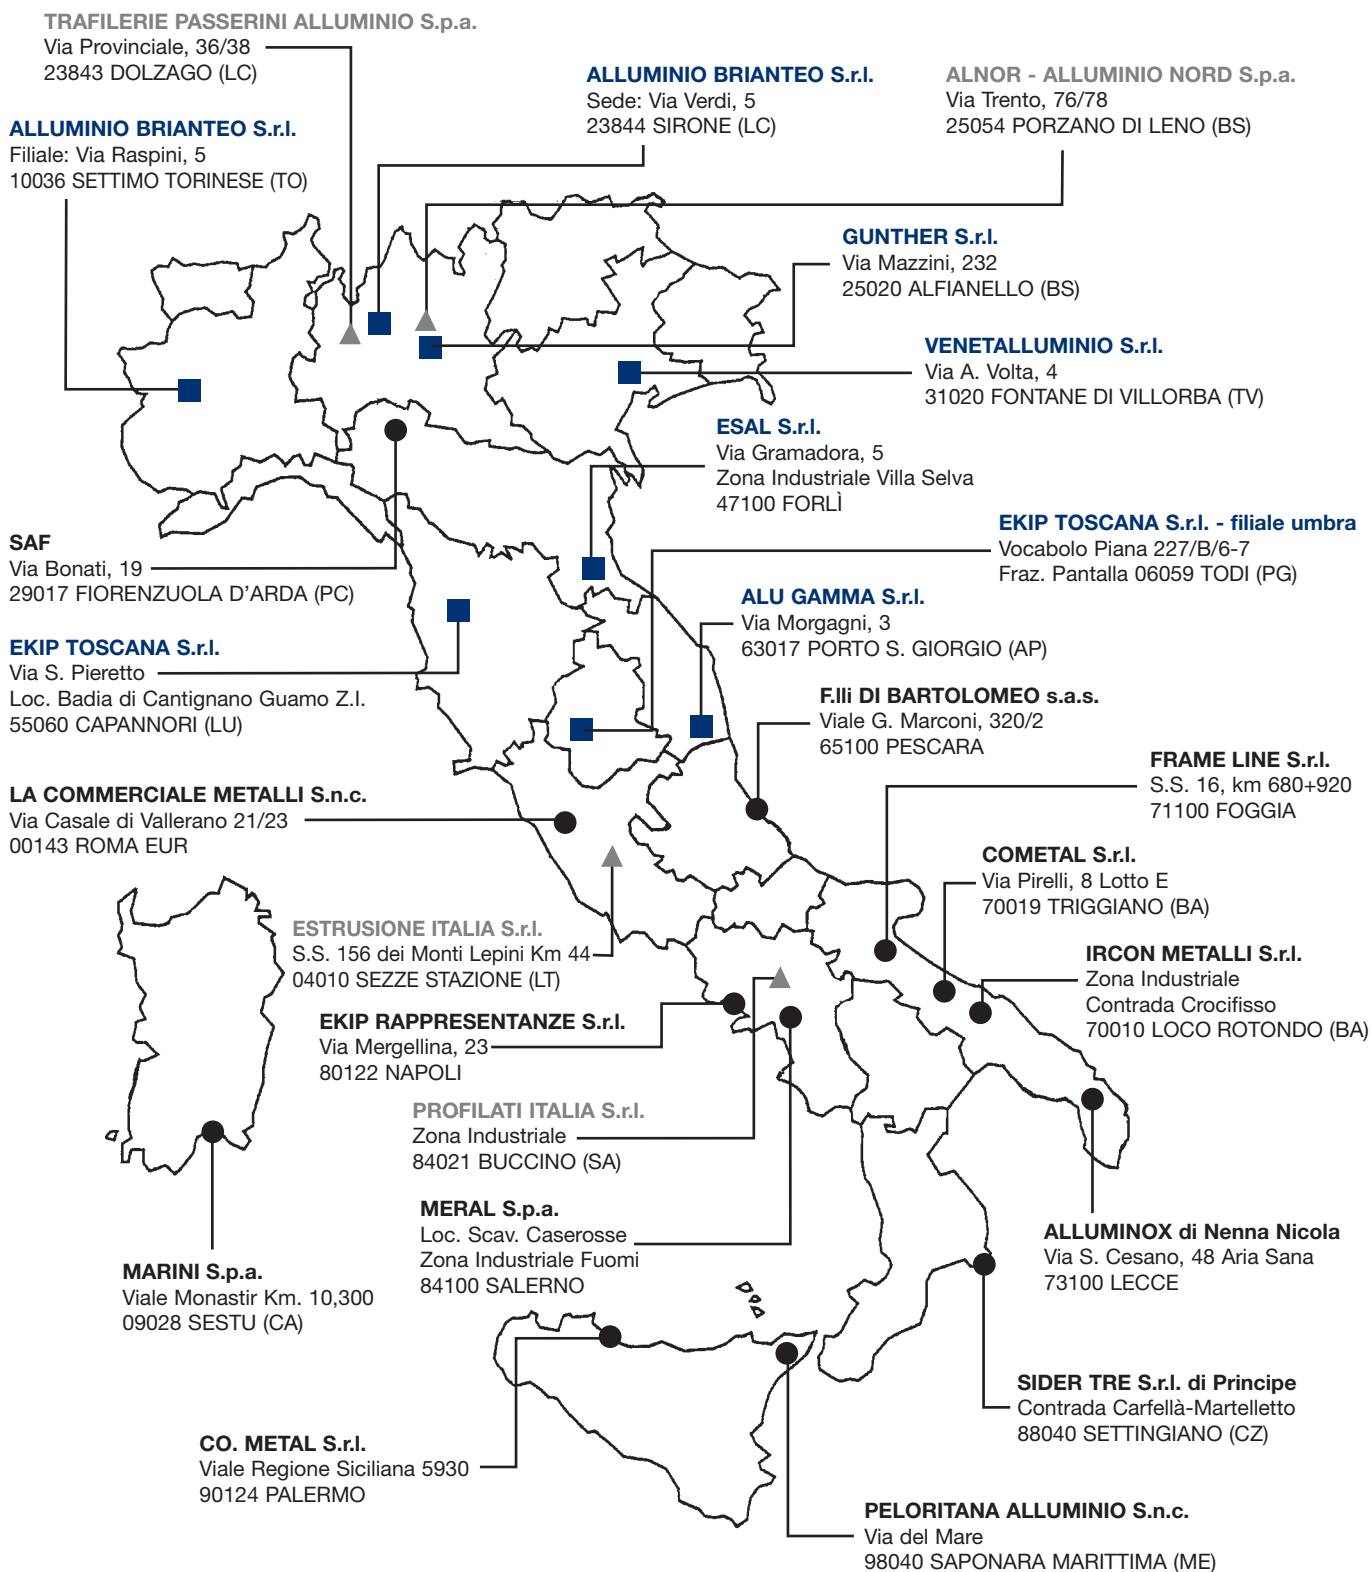 TRAFILERIE PASSERINI ALLUMINIO S.p.a.
Via Provinciale, 36/38
23843 DOLZAGO (LC)
ALLUMINIO BRIANTEO S.r.l.
Sede: Via Verdi, 5
23844 SIRONE (LC)
ALNOR - ALLUMINIO NORD S.p.a.
Via Trento, 76/78
25054 PORZANO DI LENO (BS)
ALLUMINIO BRIANTEO S.r.l.
Filiale: Via Raspini, 5
10036 SETTIMO TORINESE (TO)
GUNTHER S.r.l.
Via Mazzini, 232
25020 ALFIANELLO (BS)
VENETALLUMINIO S.r.l.
Via A. Volta, 4
31020 FONTANE DI VILLORBA (TV)
ESAL S.r.l.
Via Gramadora, 5
Zona Industriale Villa Selva
47100 FORLÌ
EKIP TOSCANA S.r.l. - filiale umbra
Vocabolo Piana 227/B/6-7
Fraz. Pantalla 06059 TODI (PG)
SAF
Via Bonati, 19
29017 FIORENZUOLA D'ARDA (PC)
ALU GAMMA S.r.l.
Via Morgagni, 3
63017 PORTO S. GIORGIO (AP)
EKIP TOSCANA S.r.l.
Via S. Pieretto
Loc. Badia di Cantignano Guamo Z.I.
55060 CAPANNORI (LU)
F.lli DI BARTOLOMEO s.a.s.
Viale G. Marconi, 320/2
65100 PESCARA
FRAME LINE S.r.l.
S.S. 16, km 680+920
71100 FOGGIA
LA COMMERCIALE METALLI S.n.c.
Via Casale di Vallerano 21/23
00143 ROMA EUR
COMETAL S.r.l.
Via Pirelli, 8 Lotto E
70019 TRIGGIANO (BA)
ESTRUSIONE ITALIA S.r.l.
S.S. 156 dei Monti Lepini Km 44
04010 SEZZE STAZIONE (LT)
IRCON METALLI S.r.l.
Zona Industriale
Contrada Crocifisso
70010 LOCO ROTONDO (BA)
EKIP RAPPRESENTANZE S.r.l.
Via Mergellina, 23
80122 NAPOLI
PROFILATI ITALIA S.r.l.
Zona Industriale
84021 BUCCINO (SA)
MERAL S.p.a.
Loc. Scav. Caserosse
Zona Industriale Fuomi
84100 SALERNO
ALLUMINOX di Nenna Nicola
Via S. Cesano, 48 Aria Sana
73100 LECCE
MARINI S.p.a.
Viale Monastir Km. 10,300
09028 SESTU (CA)
SIDER TRE S.r.l. di Principe
Contrada Carfellà-Martelletto
88040 SETTINGIANO (CZ)
CO. METAL S.r.l.
Viale Regione Siciliana 5930
90124 PALERMO
PELORITANA ALLUMINIO S.n.c.
Via del Mare
98040 SAPONARA MARITTIMA (ME)